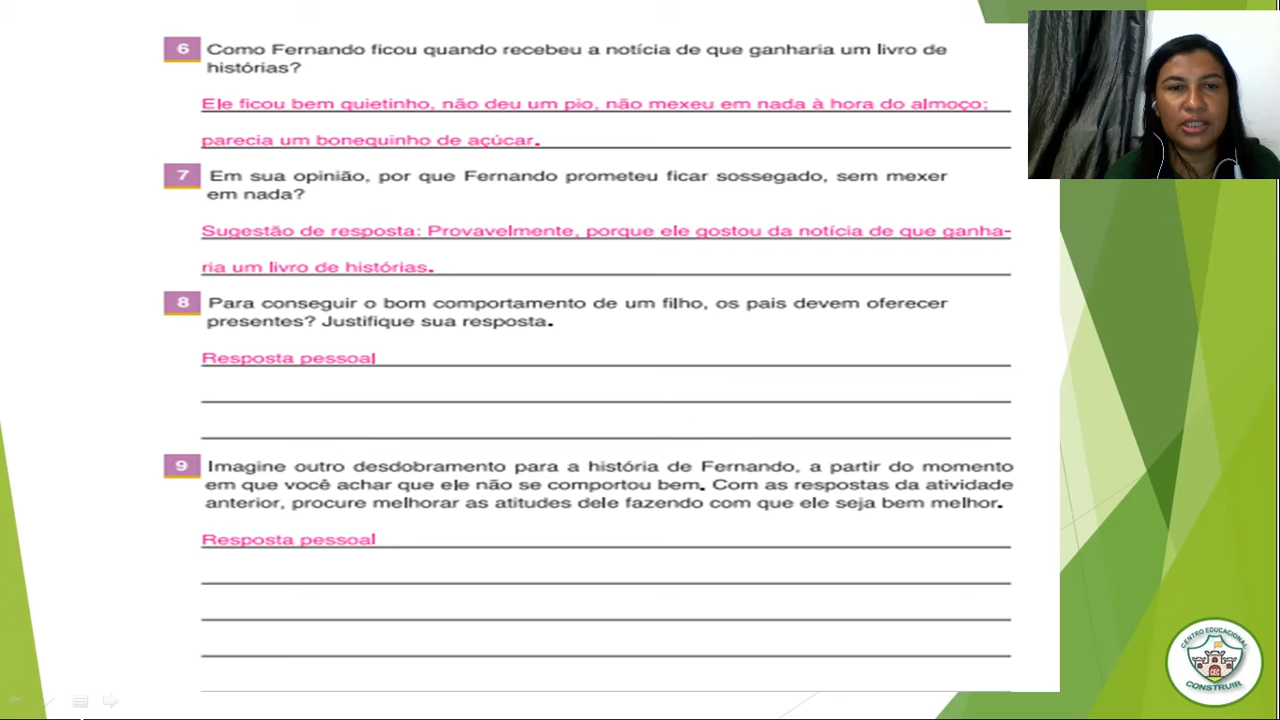 6 Como Fernando ficou quando recebeu a notícia de que ganharia um livro de
histórias?
Ele ficou bem quietinho, não deu um pio, não mexeu em nada à hora do almoço;
parecia um bonequinho de açúcar.
7 Em sua opinião, por que Fernando prometeu ficar sossegado, sem mexer
em nada?
Sugestão de resposta: Provavelmente, porque ele gostou da notícia de que ganha-
ria um livro de histórias.
8 Para conseguir o bom comportamento de um filho, os pais devem oferecer
presentes? Justifique sua resposta.
Resposta pessoal
9 Imagine outro desdobramento para a história de Fernando, a partir do momento
em que você achar que ele não se comportou bem. Com as respostas da atividade
anterior, procure melhorar as atitudes dele fazendo com que ele seja bem melhor.
Resposta pessoal
CENTRO EDUCACIONAL
CEC
CONSTRUIR